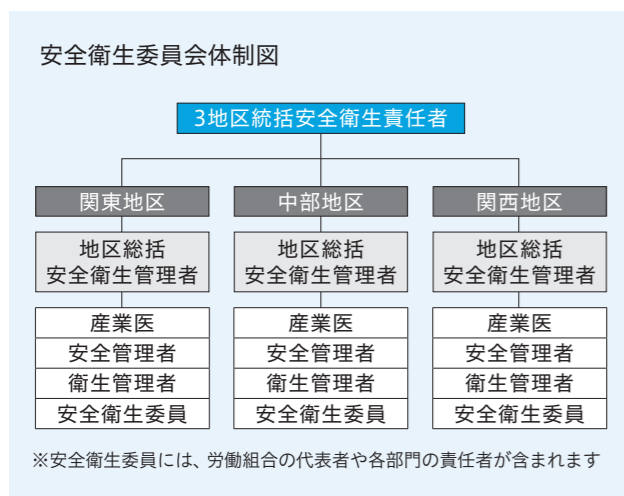 安全衛生委員会体制図
3地区統括安全衛生責任者
関東地区
中部地区
関西地区
地区総括
安全衛生管理者
地区総括
安全衛生管理者
地区総括
安全衛生管理者
産業医
安全管理者
衛生管理者
安全衛生委員
産業医
安全管理者
衛生管理者
安全衛生委員
産業医
安全管理者
衛生管理者
安全衛生委員
※安全衛生委員には、労働組合の代表者や各部門の責任者が含まれます